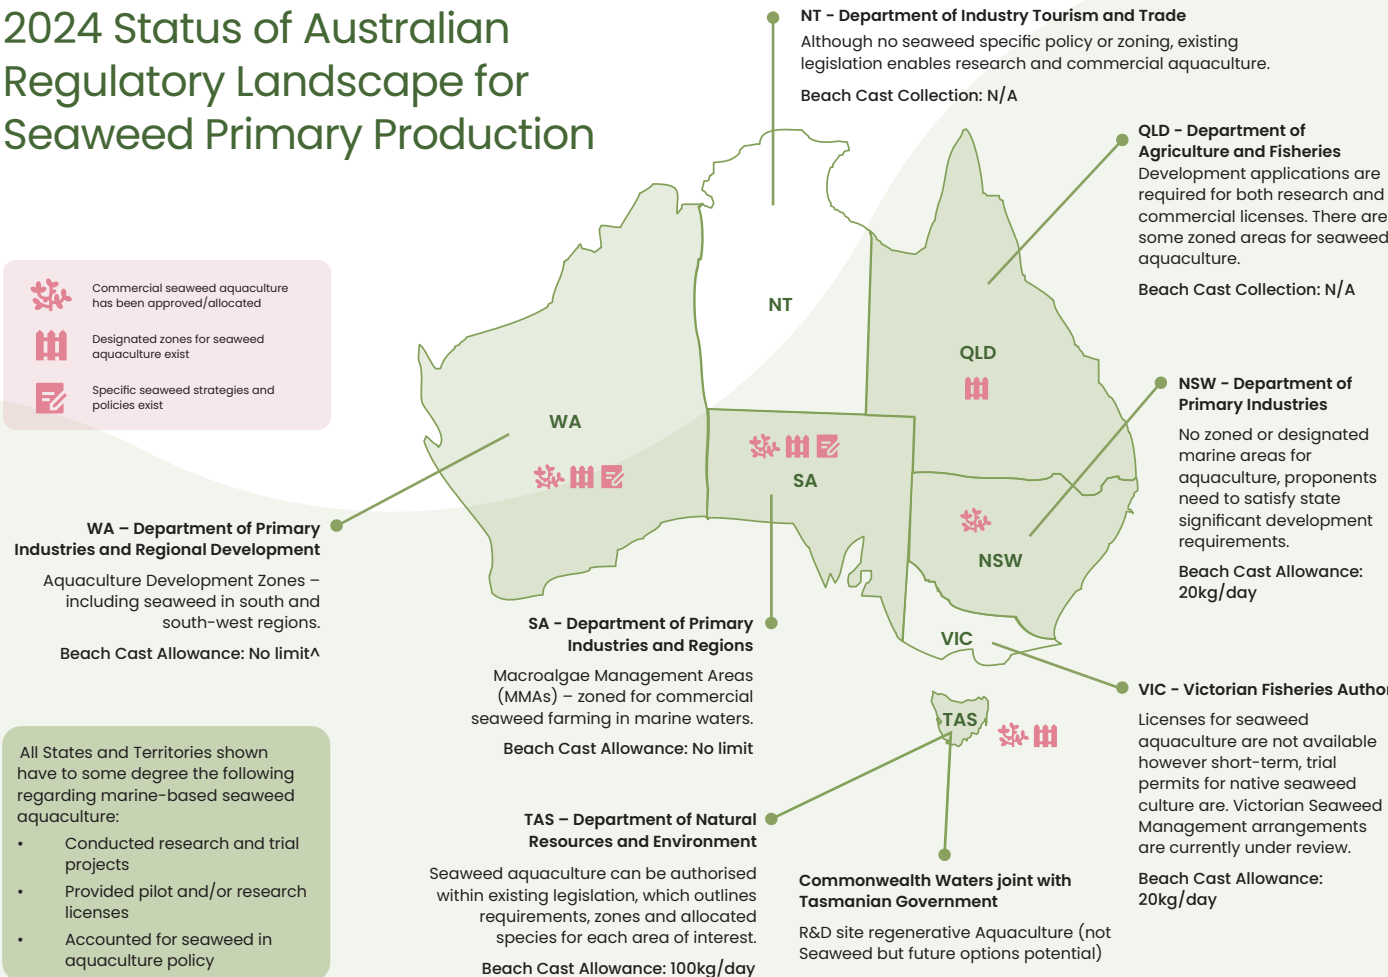 2024 Status of Australian
Regulatory Landscape for
Seaweed Primary Production
NT - Department of Industry Tourism and Trade
Although no seaweed specific policy or zoning, existing
legislation enables research and commercial aquaculture.
Beach Cast Collection: N/A
QLD - Department of
Agriculture and Fisheries
Development applications are
required for both research and
commercial licenses. There are
some zoned areas for seaweed
aquaculture.
Beach Cast Collection: N/A
Commercial seaweed aquaculture
has been approved/allocated
Designated zones for seaweed
aquaculture exist
Specific seaweed strategies and
policies exist
NT
QLD
WA
SA
NSW
VIC
TAS
NSW - Department of
Primary Industries
No zoned or designated
marine areas for
aquaculture, proponents
need to satisfy state
significant development
requirements.
Beach Cast Allowance:
20kg/day
WA – Department of Primary
Industries and Regional Development
Aquaculture Development Zones –
including seaweed in south and
south-west regions.
Beach Cast Allowance: No limit^
SA - Department of Primary
Industries and Regions
Macroalgae Management Areas
(MMAs) – zoned for commercial
seaweed farming in marine waters.
Beach Cast Allowance: No limit
VIC - Victorian Fisheries Author
Licenses for seaweed
aquaculture are not available
however short-term, trial
permits for native seaweed
culture are. Victorian Seaweed
Management arrangements
are currently under review.
Beach Cast Allowance:
20kg/day
All States and Territories shown
have to some degree the following
regarding marine-based seaweed
aquaculture:
• Conducted research and trial
projects
• Provided pilot and/or research
licenses
• Accounted for seaweed in
aquaculture policy
TAS – Department of Natural
Resources and Environment
Seaweed aquaculture can be authorised
within existing legislation, which outlines
requirements, zones and allocated
species for each area of interest.
Beach Cast Allowance: 100kg/day
Commonwealth Waters joint with
Tasmanian Government
R&D site regenerative Aquaculture (not
Seaweed but future options potential)